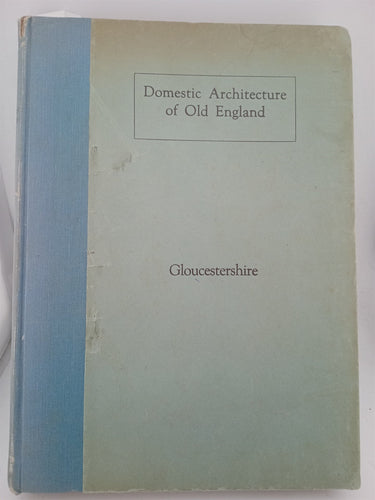 Domestic Architecture
of Old England
Gloucestershire